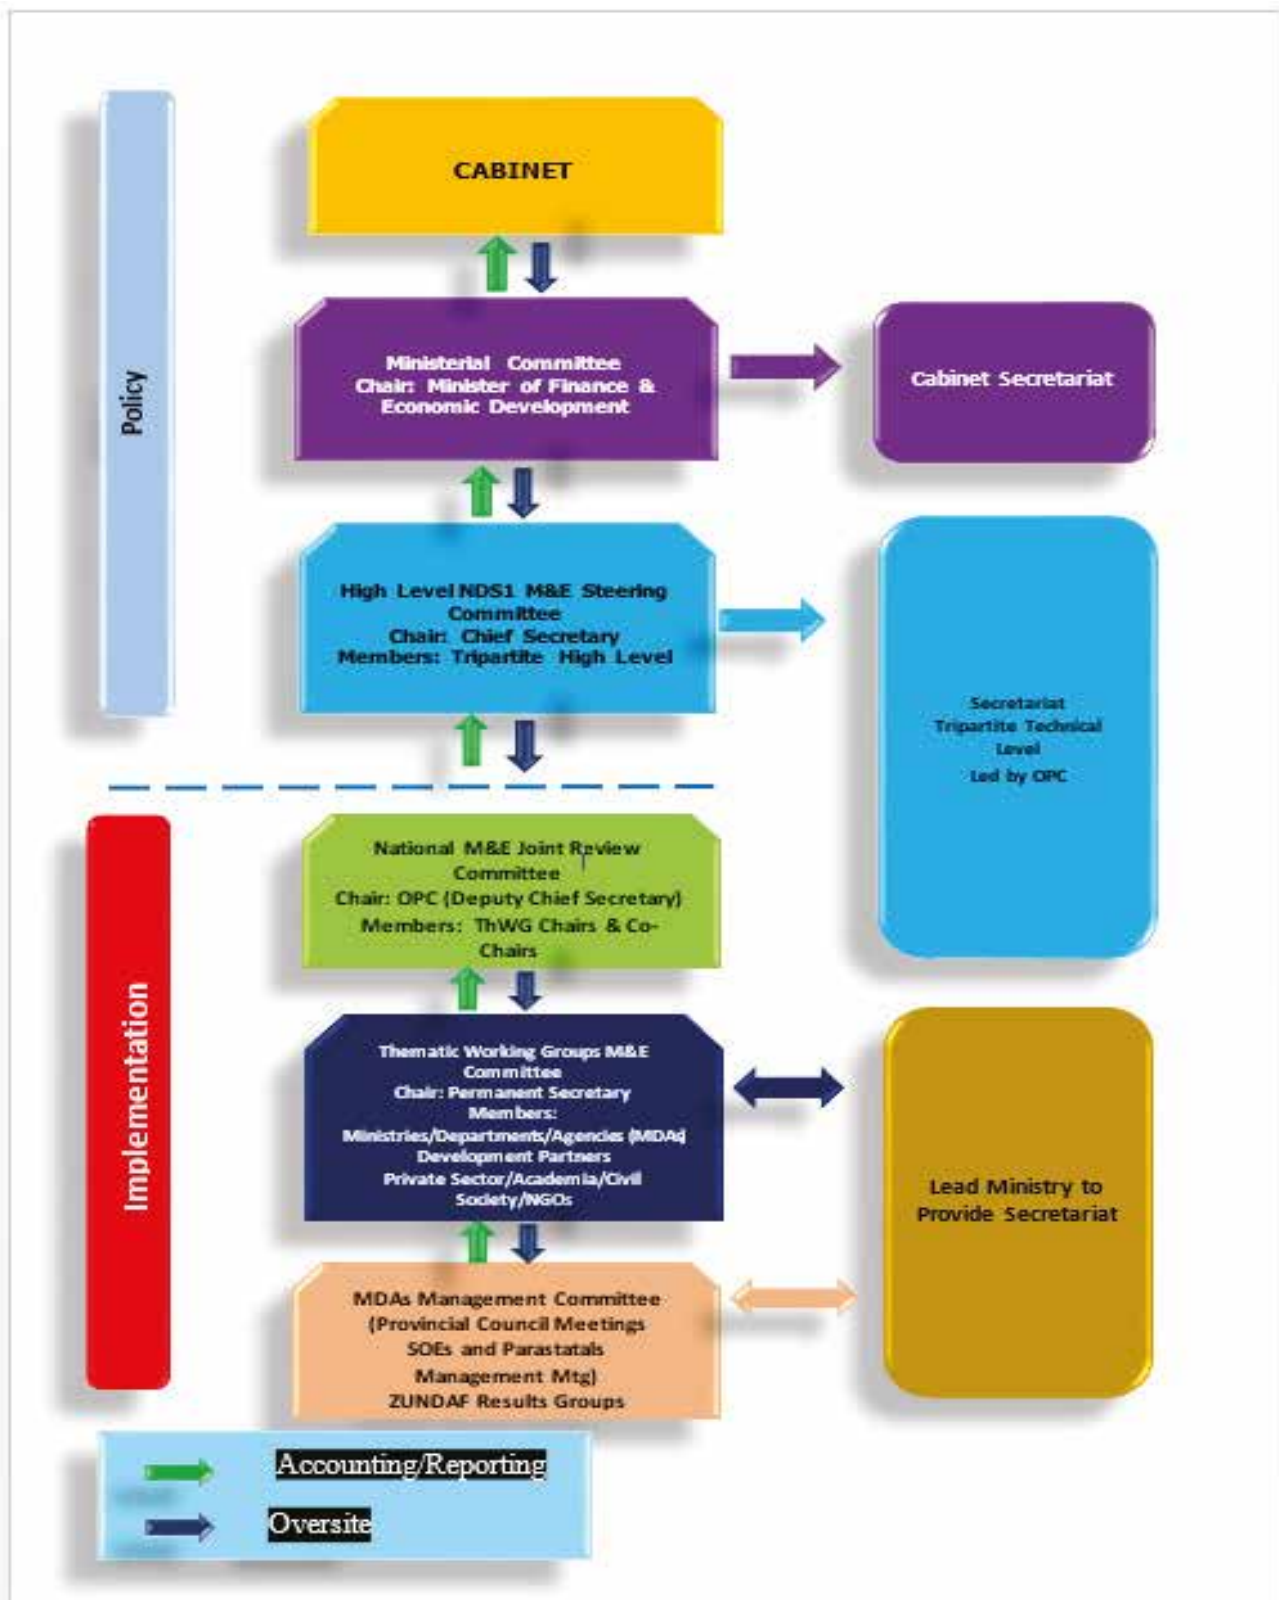 CABINET
Policy
Ministerial Committee
Chair: Minister of Finance &
Economic Development
Cabinet Secretariat
High Level NDS1 M&E Steering
Committee
Chair: Chief Secretary
Members: Tripartite High Level
Secretariat
Tripartite Technical
Level
Led by OPC
Implementation
National M&E Joint Review
Committee
Chair: OPC (Deputy Chief Secretary)
Members: ThWG Chairs & Co-
Chairs
Thematic Working Groups M&E
Committee
Chair: Permanent Secretary
Members:
Ministries/Departments/Agencies (MDAs)
Development Partners
Private Sector/Academia/Civil
Society/NGOs
Lead Ministry to
Provide Secretariat
MDAs Management Committee
(Provincial Council Meetings
SOEs and Parastatals
Management Mtg)
ZUNDAF Results Groups
Accounting/Reporting
Oversite